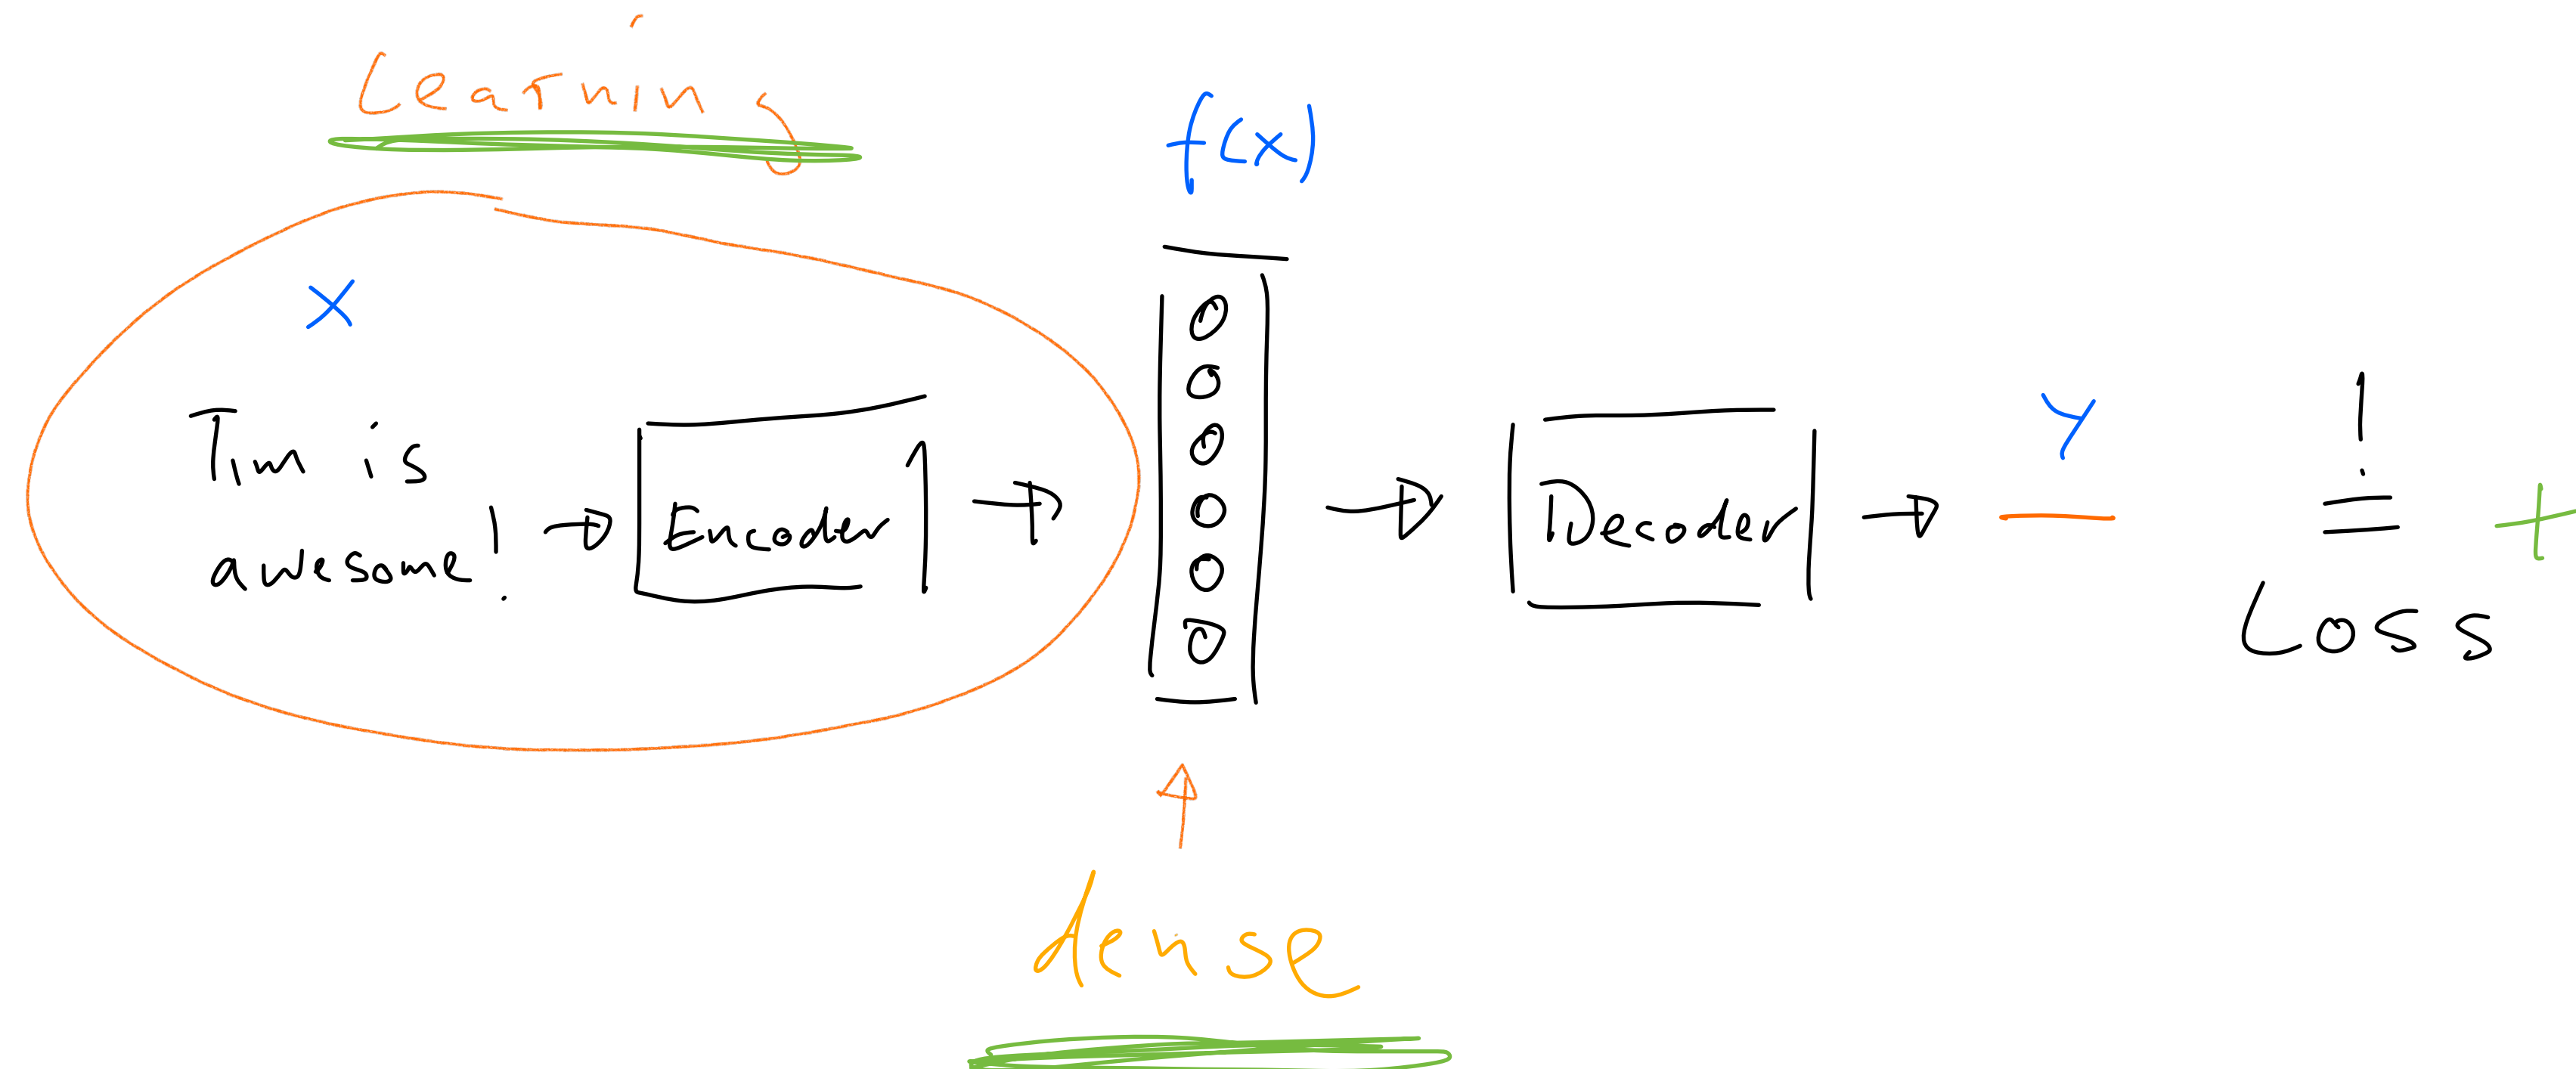 Learning
f(x)
x
Tim is
awesome!
Encoder
Decoder
y
!
=
+
Loss
dense